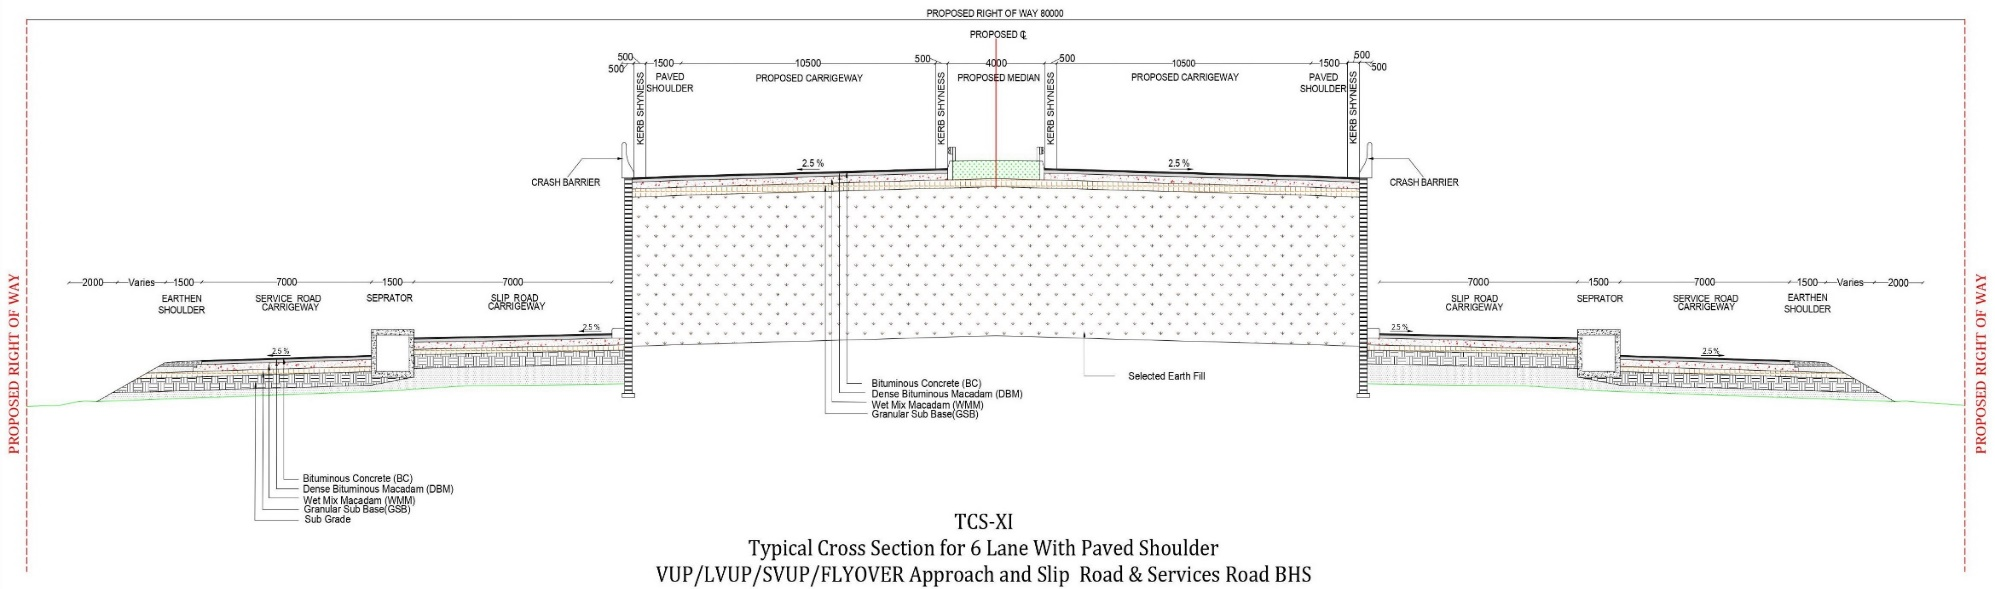 PROPOSED RIGHT OF WAY 80000
PROPOSED ℄
500
500
1500
10500
500
4000
500
10500
1500
500
500
PAVED
SHOULDER
PROPOSED CARRIGEWAY
PROPOSED MEDIAN
PROPOSED CARRIGEWAY
PAVED
SHOULDER
KERB SHYNESS
KERB SHYNESS
KERB SHYNESS
KERB SHYNESS
2.5 %
2.5 %
CRASH BARRIER
CRASH BARRIER
PROPOSED RIGHT OF WAY
PROPOSED RIGHT OF WAY
2000
Varies
1500
7000
1500
7000
EARTHEN
SHOULDER
SERVICE ROAD
CARRIGEWAY
SEPRATOR
SLIP ROAD
CARRIGEWAY
7000
1500
7000
1500
Varies
2000
SLIP ROAD
CARRIGEWAY
SEPRATOR
SERVICE ROAD
CARRIGEWAY
EARTHEN
SHOULDER
2.5 %
2.5 %
2.5 %
2.5 %
Selected Earth Fill
Bituminous Concrete (BC)
Dense Bituminous Macadam (DBM)
Wet Mix Macadam (WMM)
Granular Sub Base(GSB)
Bituminous Concrete (BC)
Dense Bituminous Macadam (DBM)
Wet Mix Macadam (WMM)
Granular Sub Base(GSB)
Sub Grade
TCS-XI
Typical Cross Section for 6 Lane With Paved Shoulder
VUP/LVUP/SVUP/FLYOVER Approach and Slip Road & Services Road BHS